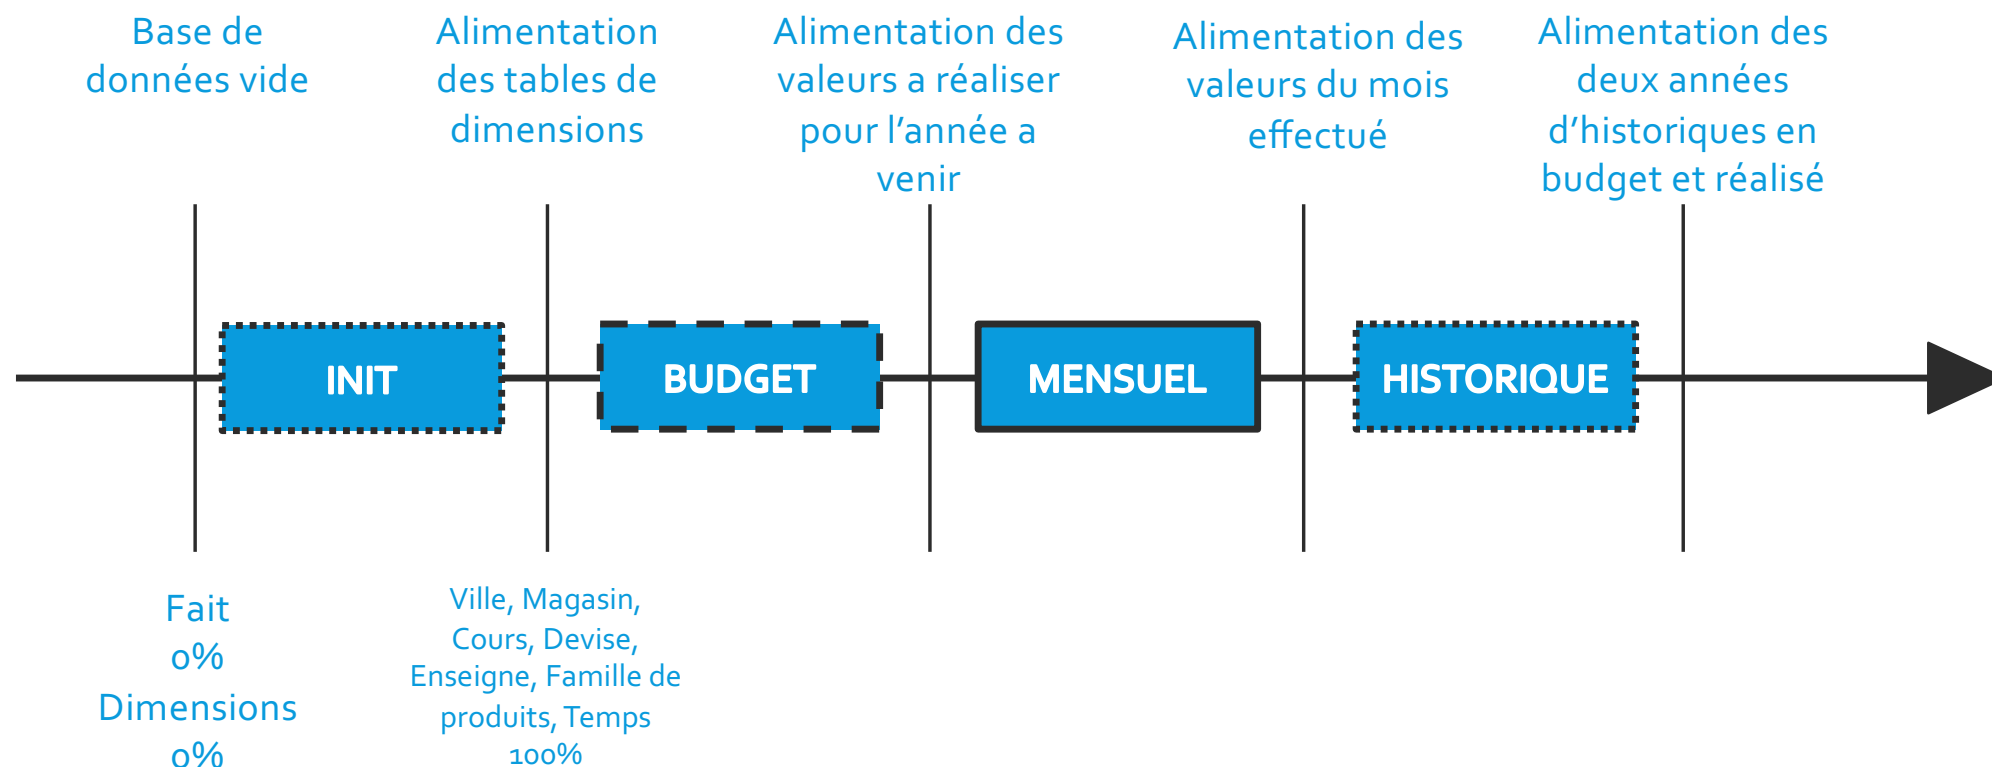 Base de
données vide
Alimentation
des tables de
dimensions
Alimentation des
valeurs a réaliser
pour l'année a
venir
Alimentation des
valeurs du mois
effectué
Alimentation des
deux années
d'historiques en
budget et réalisé
INIT
BUDGET
MENSUEL
HISTORIQUE
Fait
0%
Dimensions
0%
Ville, Magasin,
Cours, Devise,
Enseigne, Famille de
produits, Temps
100%